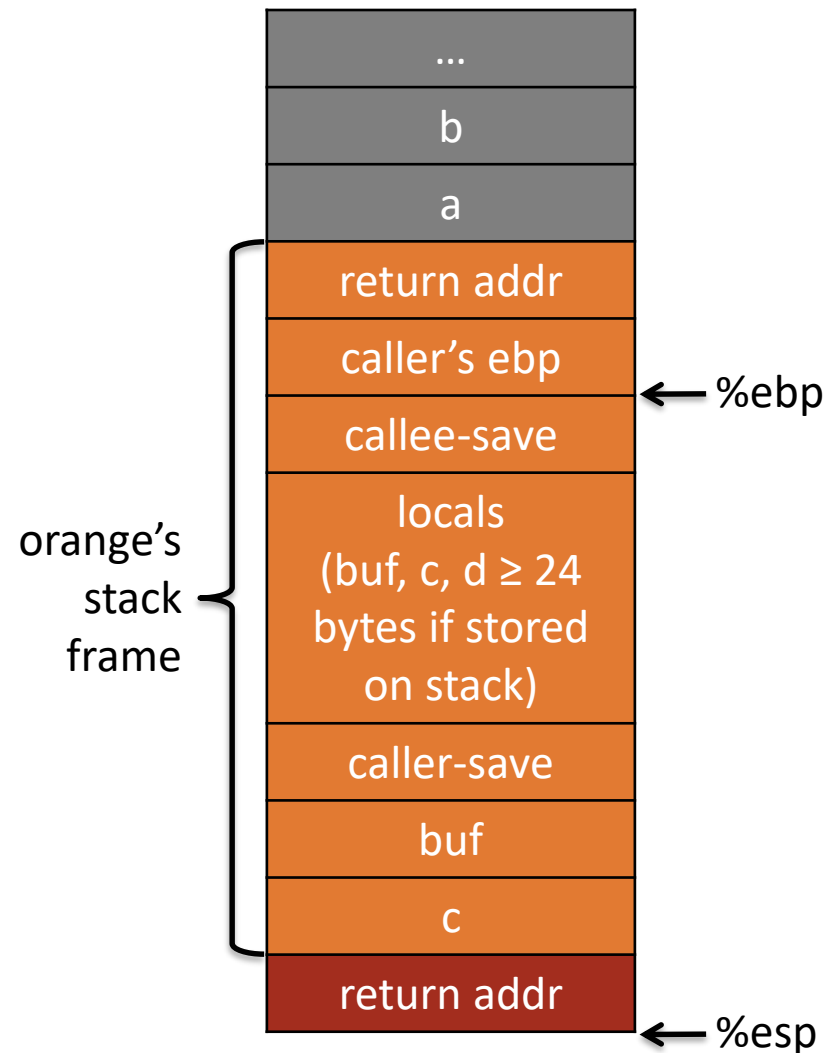 …
b
a
return addr
caller’s ebp
%ebp
callee-save
locals
(buf, c, d ≥ 24
bytes if stored
on stack)
orange’s
stack
frame
caller-save
buf
c
return addr
%esp